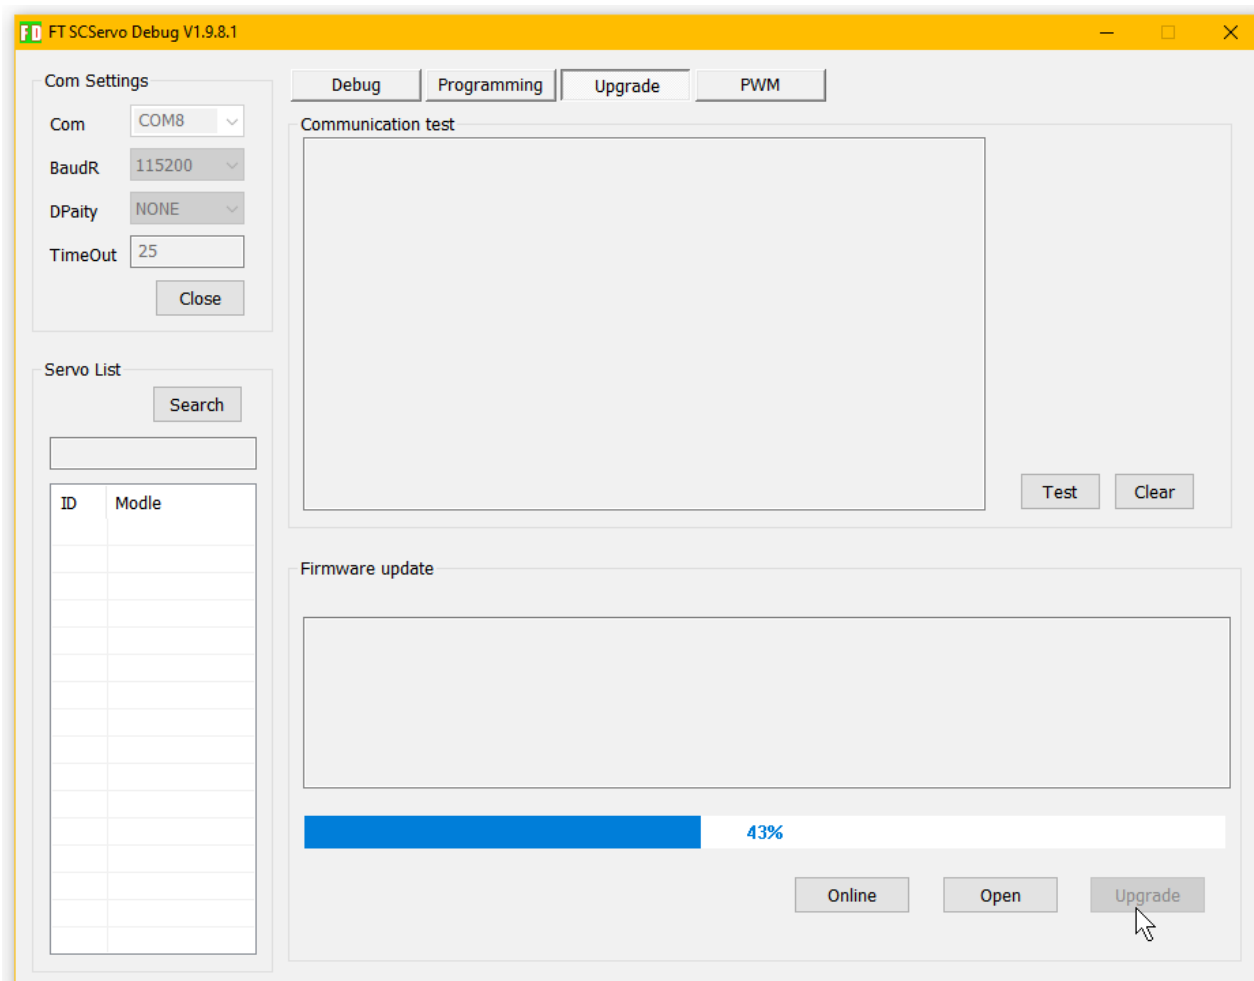 FD FT SCServo Debug V1.9.8.1
Com Settings
Com COM8
BaudR 115200
DPaity NONE
TimeOut 25
Close
Servo List
Search
ID Modle
Debug Programming Upgrade PWM
Communication test
Test Clear
Firmware update
43%
Online Open Upgrade